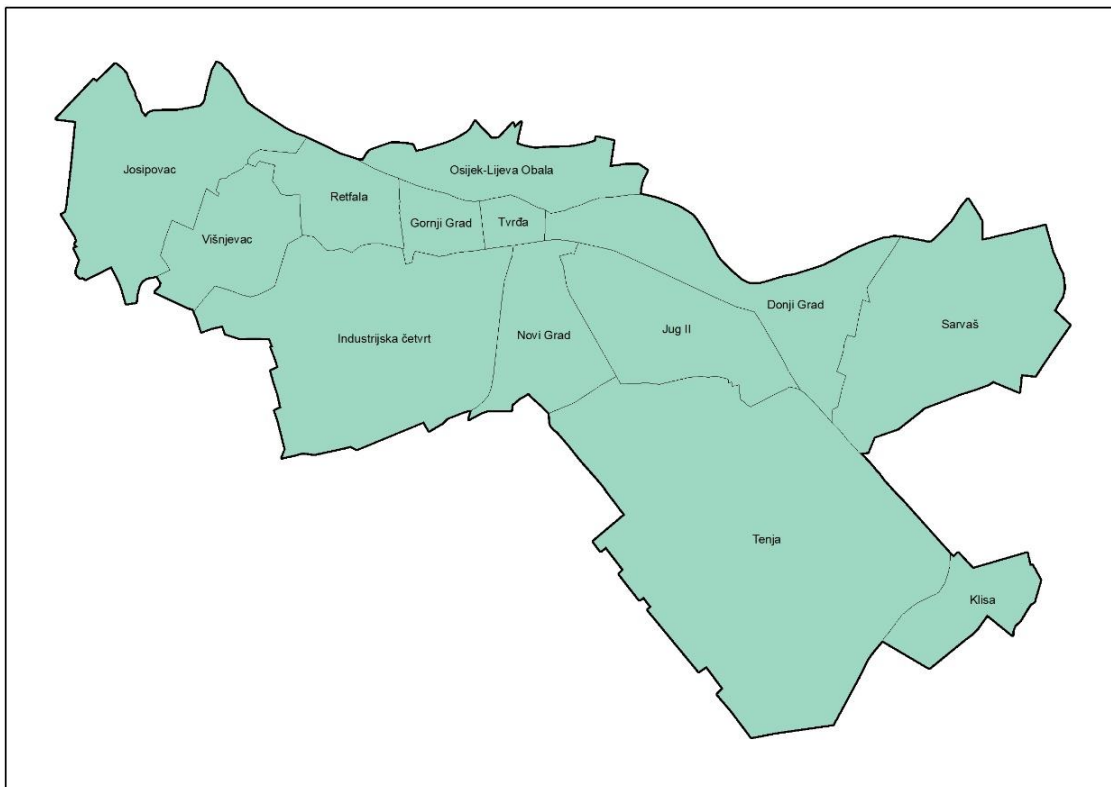 Josipovac
Osijek-Lijeva Obala
Retfala
Gornji Grad
Tvrđa
Višnjevac
Donji Grad
Sarvaš
Industrijska četvrt
Novi Grad
Jug II
Tenja
Klisa